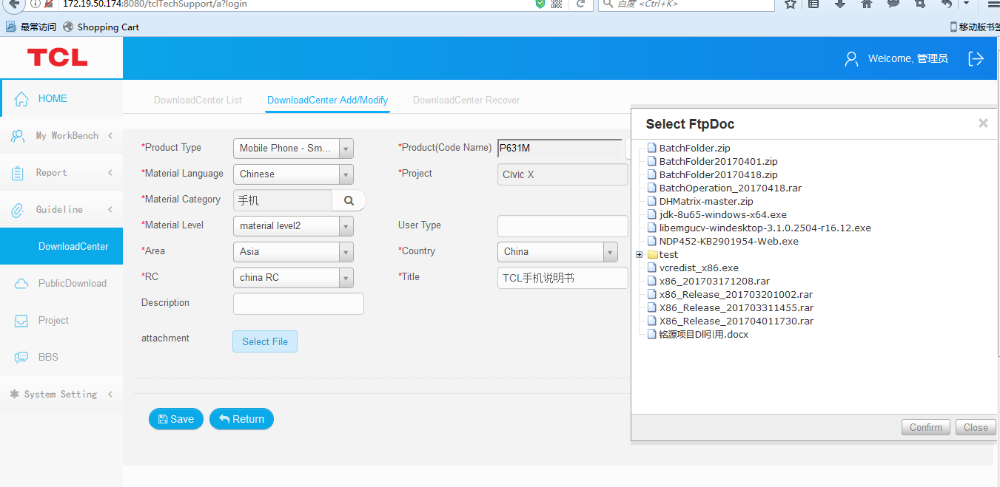 172.19.50.174:8080/tclTechSupport/a?login
百度 <Ctrl+K>
最常访问 Shopping Cart
移动版书签
TCL
Welcome, 管理员
HOME
My WorkBench
Report
Guideline
DownloadCenter
PublicDownload
Project
BBS
System Setting
DownloadCenter List DownloadCenter Add/Modify DownloadCenter Recover
*Product Type Mobile Phone - Sm... *Product(Code Name) P631M
*Material Language Chinese *Project Civic X
*Material Category 手机
*Material Level material level2 User Type
*Area Asia *Country China
*RC china RC *Title TCL手机说明书
Description
attachment Select File
Save Return
Select FtpDoc
BatchFolder.zip
BatchFolder20170401.zip
BatchFolder20170418.zip
BatchOperation_20170418.rar
DHMatrix-master.zip
jdk-8u65-windows-x64.exe
libemgucv-windesktop-3.1.0.2504-r16.12.exe
NDP452-KB2901954-Web.exe
test
vcredist_x86.exe
x86_201703171208.rar
x86_Release_201703201002.rar
X86_Release_201703311455.rar
X86_Release_201704011730.rar
铭源项目Dll引用.docx
Confirm Close